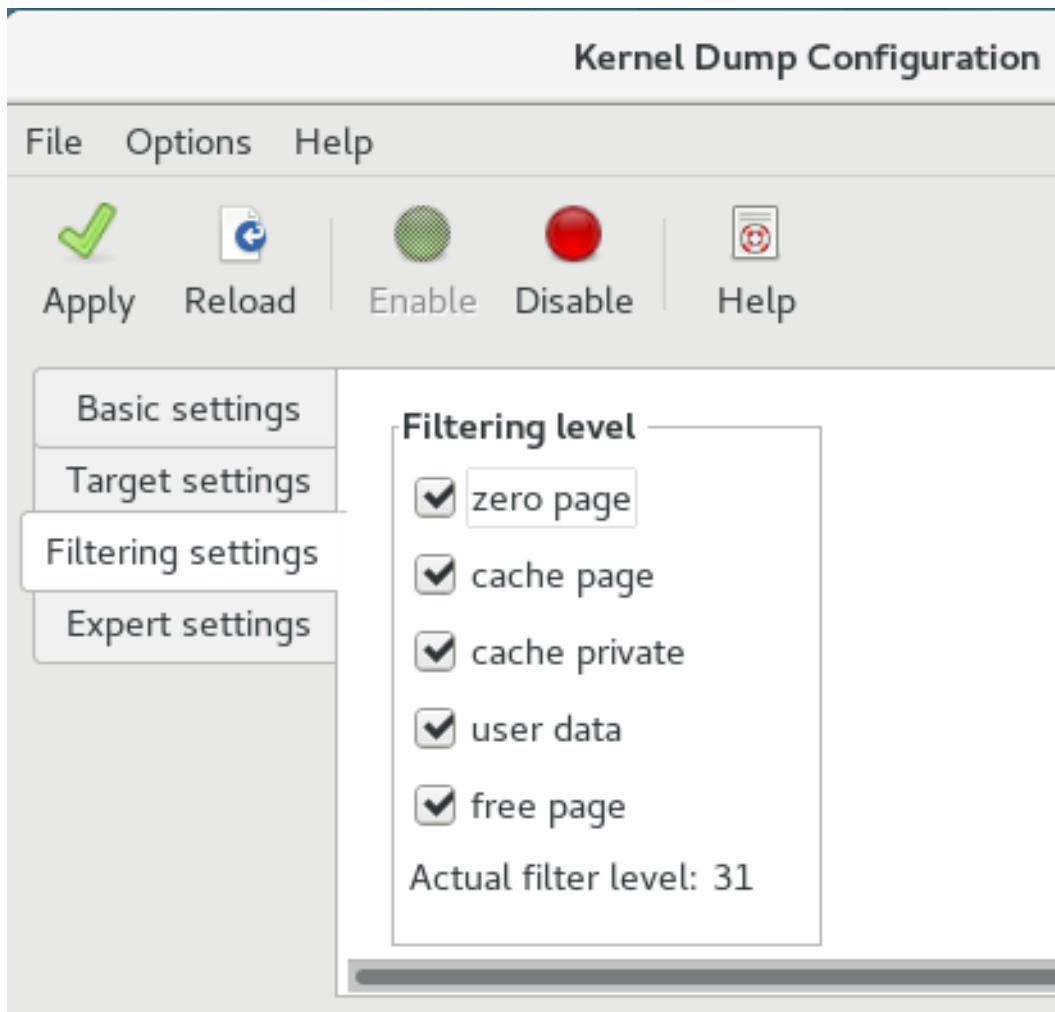 Kernel Dump Configuration
File Options Help
Apply Reload Enable Disable Help
Basic settings
Target settings
Filtering settings
Expert settings
Filtering level
zero page
cache page
cache private
user data
free page
Actual filter level: 31